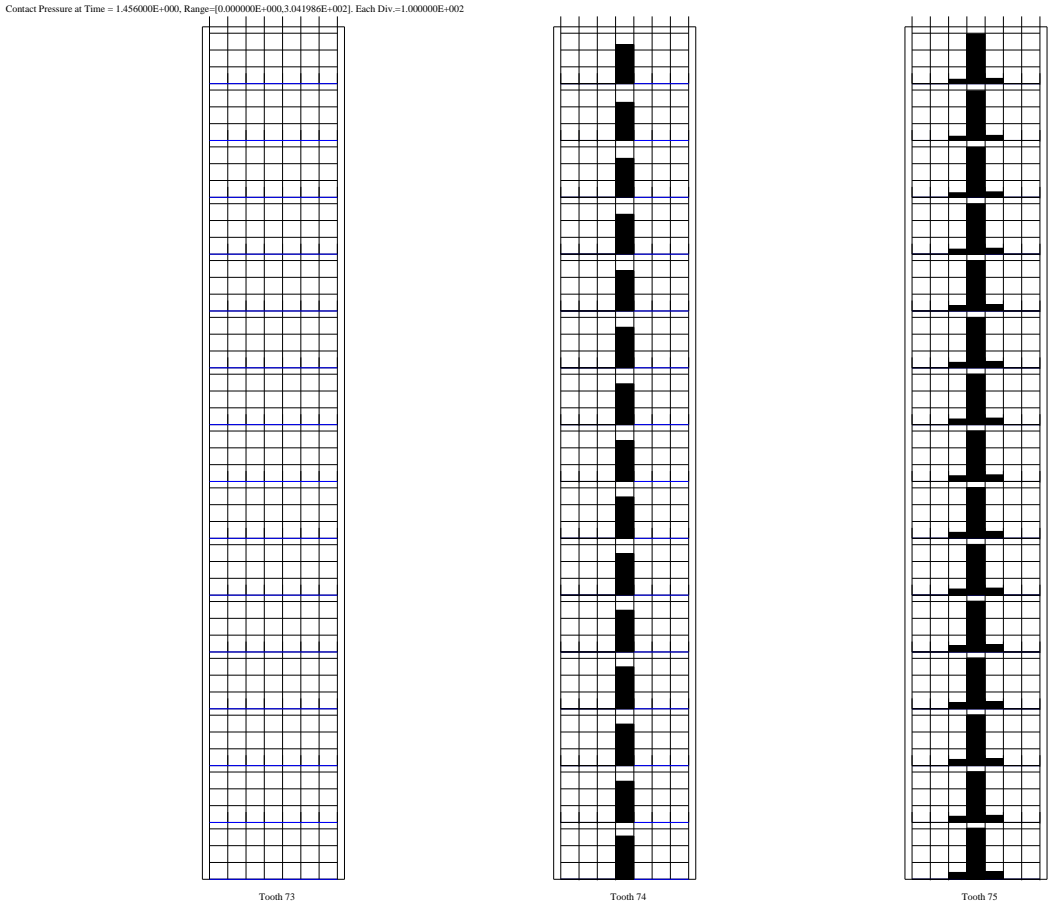 Contact Pressure at Time = 1.456000E+000, Range=[0.000000E+000,3.041986E+002]. Each Div.=1.000000E+002
Tooth 73
Tooth 74
Tooth 75